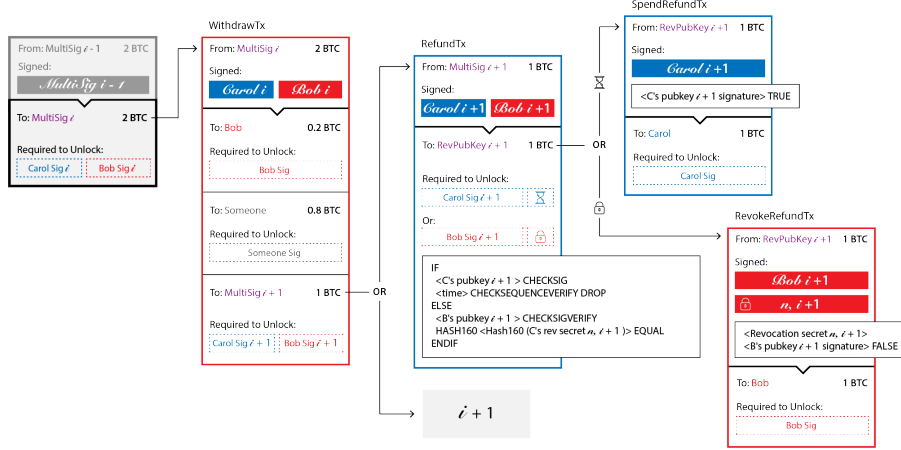 From: MultiSig i - 1 2 BTC
Signed:
MultiSig i - 1
To: MultiSig i 2 BTC
Required to Unlock:
Carol Sig i Bob Sig i
WithdrawTx
From: MultiSig i 2 BTC
Signed:
Carol i Bob i
To: Bob 0.2 BTC
Required to Unlock:
Bob Sig
To: Someone 0.8 BTC
Required to Unlock:
Someone Sig
To: MultiSig i + 1 1 BTC
Required to Unlock:
Carol Sig i + 1 Bob Sig i + 1
OR
RefundTx
From: MultiSig i + 1 1 BTC
Signed:
Carol i +1 Bob i +1
To: RevPubKey i + 1 1 BTC
Required to Unlock:
Carol Sig i + 1
Or:
Bob Sig i + 1
IF
<C's pubkey i + 1 > CHECKSIG
<time> CHECKSEQUENCEVERIFY DROP
ELSE
<B's pubkey i + 1 > CHECKSIGVERIFY
HASH160 <Hash160 (C's rev secret n, i + 1 )> EQUAL
ENDIF
i + 1
OR
SpendRefundTx
From: RevPubKey i +1 1 BTC
Signed:
Carol i +1
<C's pubkey i + 1 signature> TRUE
To: Carol 1 BTC
Required to Unlock:
Carol Sig
RevokeRefundTx
From: RevPubKey i +1 1 BTC
Signed:
Bob i +1
n, i +1
<Revocation secret n, i + 1>
<B's pubkey i + 1 signature> FALSE
To: Bob 1 BTC
Required to Unlock:
Bob Sig